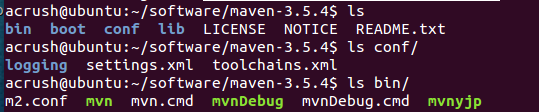 acrush@ubuntu:~/software/maven-3.5.4$ ls
bin boot conf lib LICENSE NOTICE README.txt
acrush@ubuntu:~/software/maven-3.5.4$ ls conf/
logging settings.xml toolchains.xml
acrush@ubuntu:~/software/maven-3.5.4$ ls bin/
m2.conf mvn mvn.cmd mvnDebug mvnDebug.cmd mvnyjp